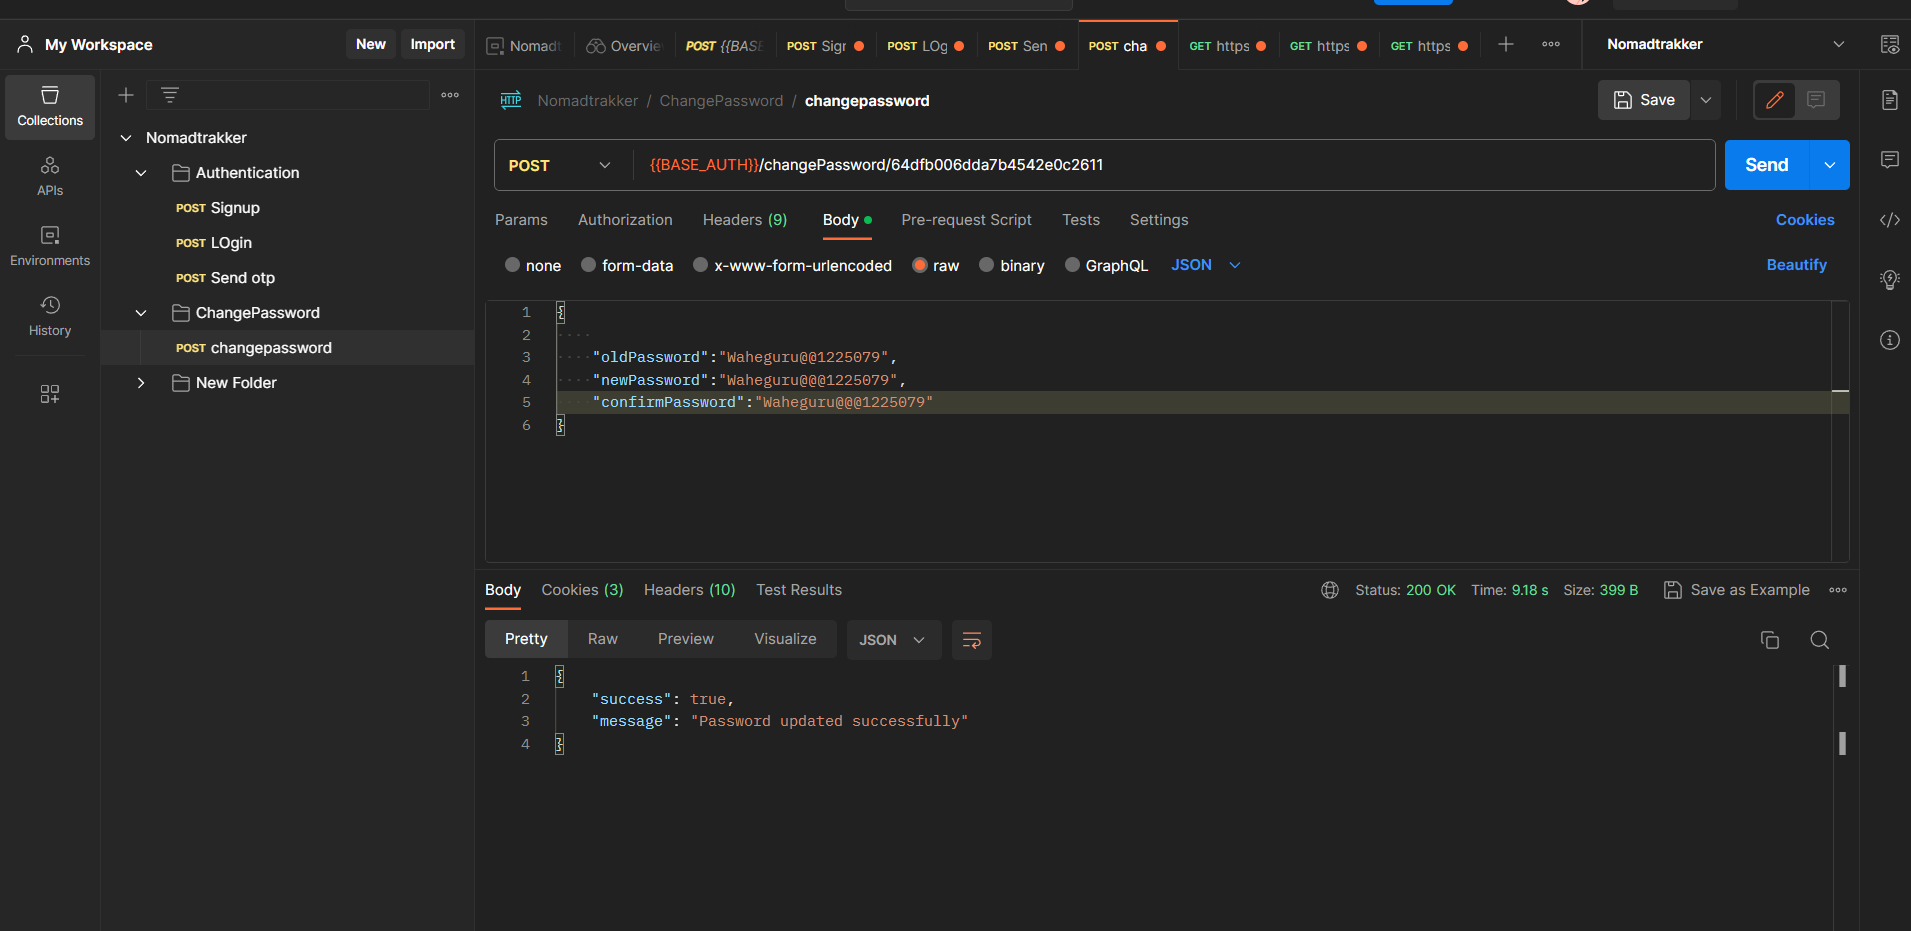 My Workspace
New
Import
Nomadt
Overvie
POST {{BASE
POST Sigr
POST LOg
POST Sen
POST cha
GET https
GET https
GET https
Nomadtrakker
Collections
APIs
Environments
History
Nomadtrakker
Authentication
POST Signup
POST LOgin
POST Send otp
ChangePassword
POST changepassword
New Folder
HTTP Nomadtrakker / ChangePassword / changepassword
Save
POST
{{BASE_AUTH}}/changePassword/64dfb006dda7b4542e0c2611
Send
Params Authorization Headers (9) Body Pre-request Script Tests Settings
Cookies
none form-data x-www-form-urlencoded raw binary GraphQL JSON
Beautify
1 {
2
3 "oldPassword":"Waheguru@@1225079",
4 "newPassword":"Waheguru@@@1225079",
5 "confirmPassword":"Waheguru@@@1225079"
6 }
Body Cookies (3) Headers (10) Test Results
Status: 200 OK Time: 9.18 s Size: 399 B Save as Example
Pretty Raw Preview Visualize JSON
1 {
2 "success": true,
3 "message": "Password updated successfully"
4 }